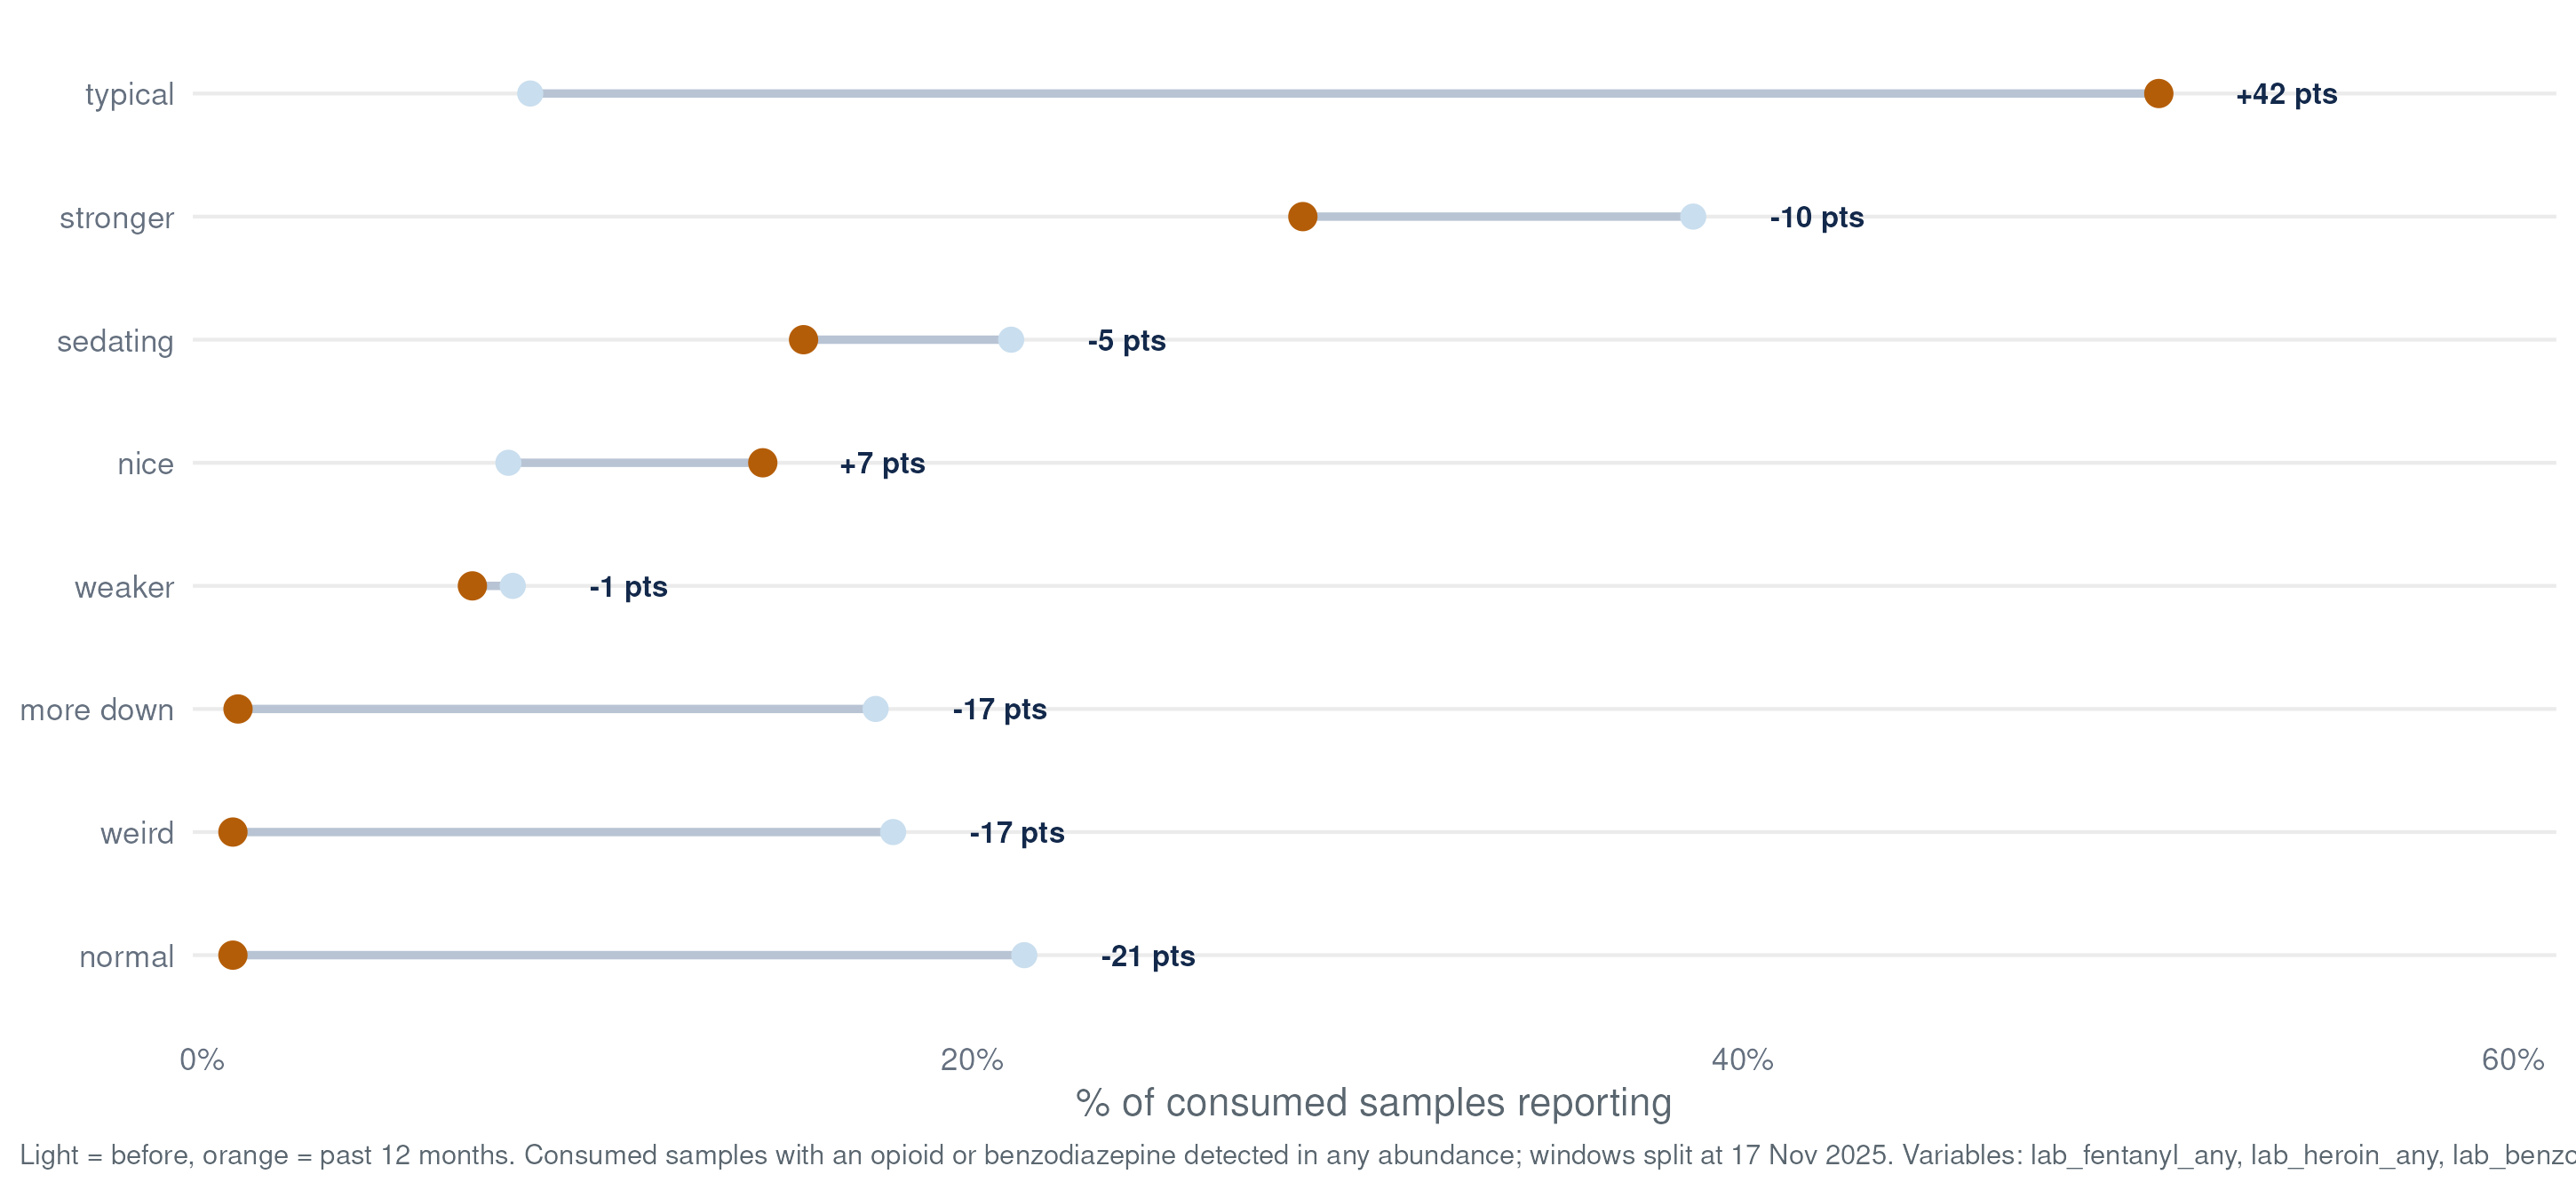 typical +42 pts
stronger -10 pts
sedating -5 pts
nice +7 pts
weaker -1 pts
more down -17 pts
weird -17 pts
normal -21 pts
0% 20% 40% 60%
% of consumed samples reporting
Light = before, orange = past 12 months. Consumed samples with an opioid or benzodiazepine detected in any abundance; windows split at 17 Nov 2025. Variables: lab_fentanyl_any, lab_heroin_any, lab_benzo